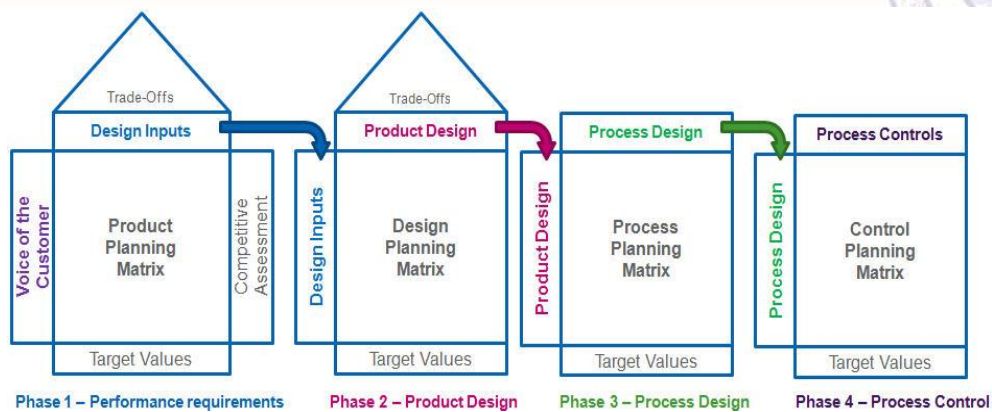 Trade-Offs
Design Inputs
Voice of the
Customer
Product
Planning
Matrix
Competitive
Assessment
Target Values
Phase 1 – Performance requirements
Trade-Offs
Product Design
Design Inputs
Design
Planning
Matrix
Target Values
Phase 2 – Product Design
Process Design
Product Design
Process
Planning
Matrix
Target Values
Phase 3 – Process Design
Process Controls
Process Design
Control
Planning
Matrix
Target Values
Phase 4 – Process Control